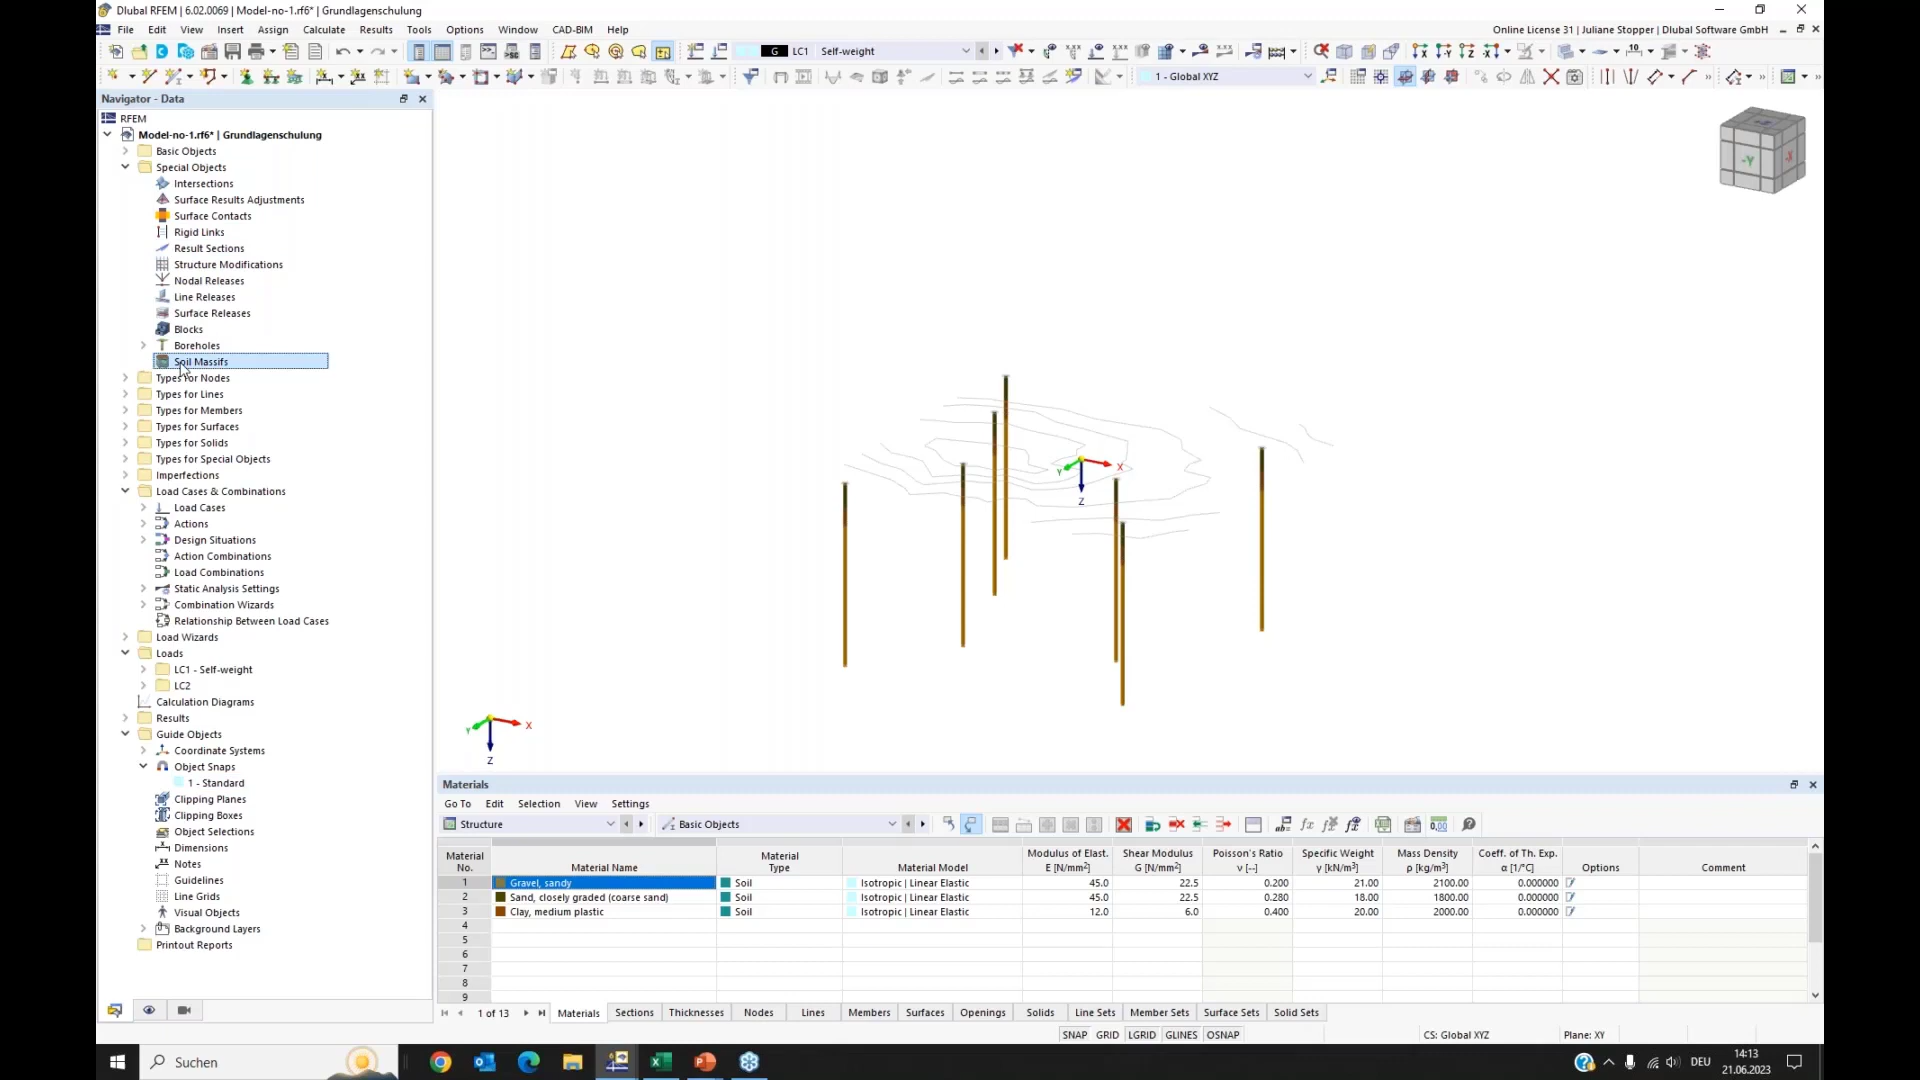 Dlubal RFEM | 6.02.0069 | Model-no-1.rf6* | Grundlagenschulung
File Edit View Insert Assign Calculate Results Tools Options Window CAD-BIM Help
Online License 31 | Juliane Stopper | Dlubal Software GmbH
G LC1 Self-weight
1 - Global XYZ
Navigator - Data
RFEM
Model-no-1.rf6* | Grundlagenschulung
Basic Objects
Special Objects
Intersections
Surface Results Adjustments
Surface Contacts
Rigid Links
Result Sections
Structure Modifications
Nodal Releases
Line Releases
Surface Releases
Blocks
Boreholes
Soil Massifs
Types for Nodes
Types for Lines
Types for Members
Types for Surfaces
Types for Solids
Types for Special Objects
Imperfections
Load Cases & Combinations
Load Cases
Actions
Design Situations
Action Combinations
Load Combinations
Static Analysis Settings
Combination Wizards
Relationship Between Load Cases
Load Wizards
Loads
LC1 - Self-weight
LC2
Calculation Diagrams
Results
Guide Objects
Coordinate Systems
Object Snaps
1 - Standard
Clipping Planes
Clipping Boxes
Object Selections
Dimensions
Notes
Guidelines
Line Grids
Visual Objects
Background Layers
Printout Reports
-Y -X
Y X
Z
Y X
Z
Materials
Go To Edit Selection View Settings
Structure Basic Objects
Material No. Material Name Material Type Material Model Modulus of Elast. E [N/mm²] Shear Modulus G [N/mm²] Poisson's Ratio ν [--] Specific Weight γ [kN/m³] Mass Density ρ [kg/m³] Coeff. of Th. Exp. α [1/°C] Options Comment
1 Gravel, sandy Soil Isotropic | Linear Elastic 45.0 22.5 0.200 21.00 2100.00 0.000000
2 Sand, closely graded (coarse sand) Soil Isotropic | Linear Elastic 45.0 22.5 0.280 18.00 1800.00 0.000000
3 Clay, medium plastic Soil Isotropic | Linear Elastic 12.0 6.0 0.400 20.00 2000.00 0.000000
4
5
6
7
8
9
1 of 13 Materials Sections Thicknesses Nodes Lines Members Surfaces Openings Solids Line Sets Member Sets Surface Sets Solid Sets
SNAP GRID LGRID GLINES OSNAP CS: Global XYZ Plane: XY
Suchen
DEU
14:13
21.06.2023